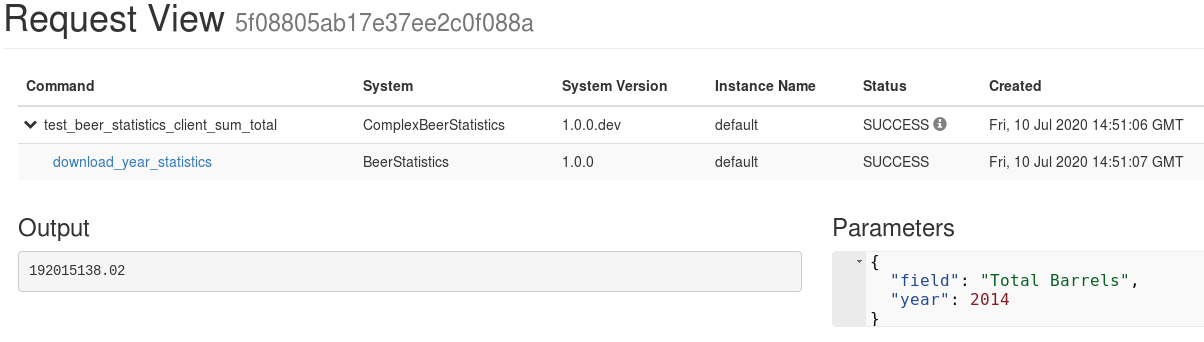 Request View 5f08805ab17e37ee2c0f088a
Command System System Version Instance Name Status Created
test_beer_statistics_client_sum_total ComplexBeerStatistics 1.0.0.dev default SUCCESS Fri, 10 Jul 2020 14:51:06 GMT
download_year_statistics BeerStatistics 1.0.0 default SUCCESS Fri, 10 Jul 2020 14:51:07 GMT
Output Parameters
192015138.02
{
"field": "Total Barrels",
"year": 2014
}